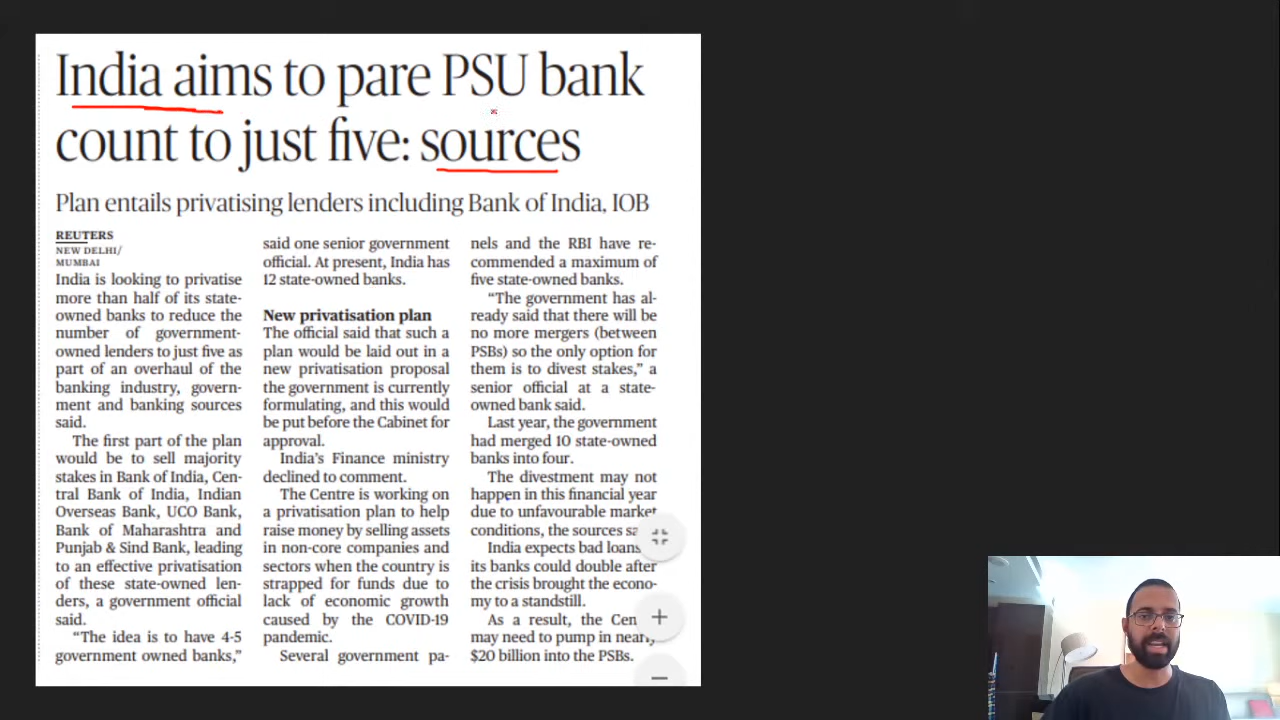 India aims to pare PSU bank
count to just five: sources
Plan entails privatising lenders including Bank of India, IOB
REUTERS
NEW DELHI/
MUMBAI
India is looking to privatise
more than half of its state-
owned banks to reduce the
number of government-
owned lenders to just five as
part of an overhaul of the
banking industry, govern-
ment and banking sources
said.
The first part of the plan
would be to sell majority
stakes in Bank of India, Cen-
tral Bank of India, Indian
Overseas Bank, UCO Bank,
Bank of Maharashtra and
Punjab & Sind Bank, leading
to an effective privatisation
of these state-owned len-
ders, a government official
said.
“The idea is to have 4-5
government owned banks,”
said one senior government
official. At present, India has
12 state-owned banks.
New privatisation plan
The official said that such a
plan would be laid out in a
new privatisation proposal
the government is currently
formulating, and this would
be put before the Cabinet for
approval.
India’s Finance ministry
declined to comment.
The Centre is working on
a privatisation plan to help
raise money by selling assets
in non-core companies and
sectors when the country is
strapped for funds due to
lack of economic growth
caused by the COVID-19
pandemic.
Several government pa-
nels and the RBI have re-
commended a maximum of
five state-owned banks.
“The government has al-
ready said that there will be
no more mergers (between
PSBs) so the only option for
them is to divest stakes,” a
senior official at a state-
owned bank said.
Last year, the government
had merged 10 state-owned
banks into four.
The divestment may not
happen in this financial year
due to unfavourable market
conditions, the sources
India expects bad loans
its banks could double after
the crisis brought the econo-
my to a standstill.
As a result, the
may need to pump in nearly
$20 billion into the PSBs.